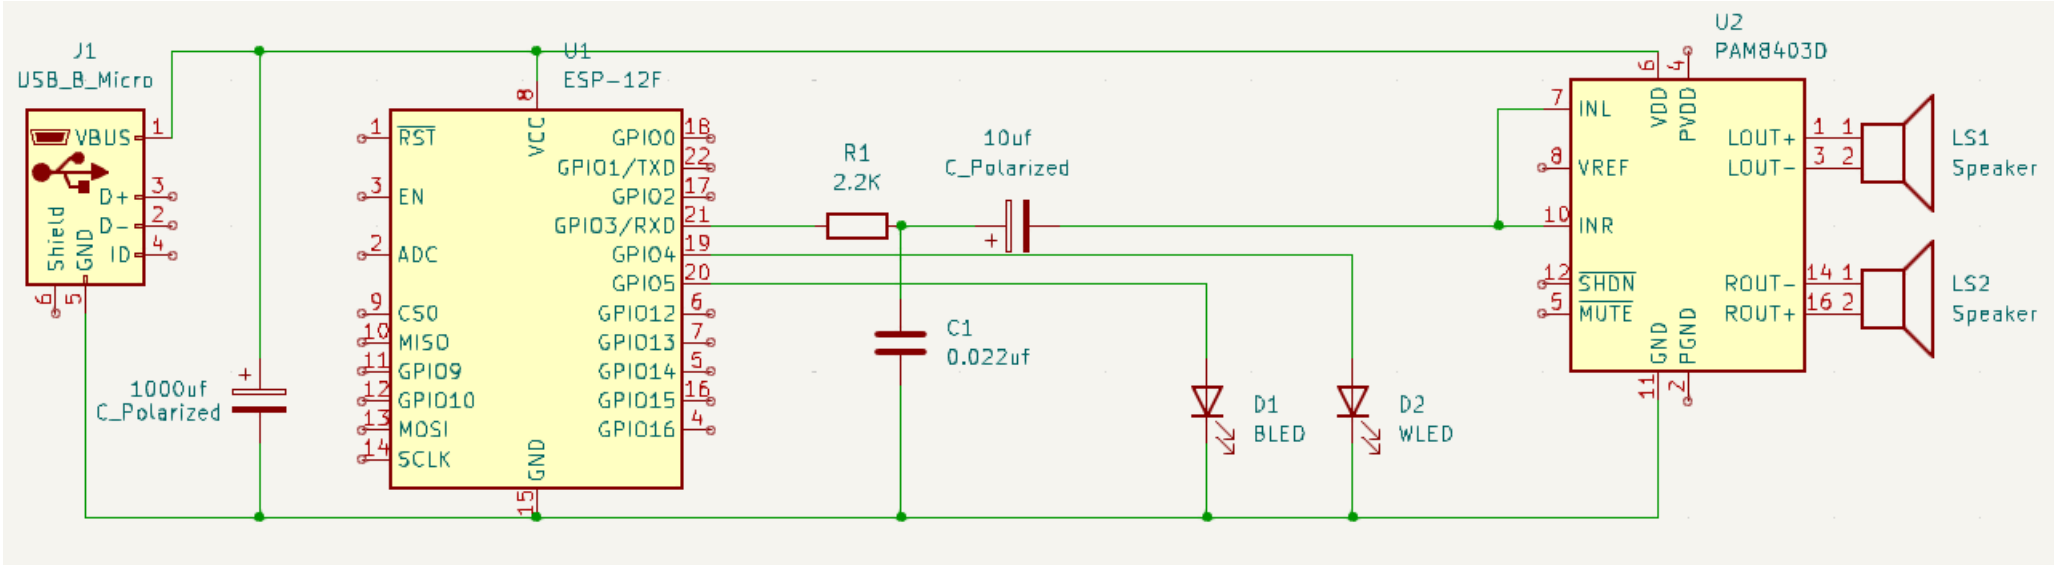 J1
USB_B_Micro
VBUS 1
D+ 3
D- 2
ID 4
Shield
GND
6
5
1000uf
C_Polarized
+
U1
ESP-12F
8
VCC
1 RST
3 EN
2 ADC
9 CS0
10 MISO
11 GPIO9
12 GPIO10
13 MOSI
14 SCLK
GPIO0 18
GPIO1/TXD 22
GPIO2 17
GPIO3/RXD 21
GPIO4 19
GPIO5 20
GPIO12 6
GPIO13 7
GPIO14 5
GPIO15 16
GPIO16 4
GND
15
R1
2.2K
10uf
C_Polarized
+
C1
0.022uf
D1
BLED
D2
WLED
U2
PAM8403D
6
4
VDD
PVDD
7 INL
8 VREF
10 INR
12 SHDN
5 MUTE
LOUT+ 1 1
LOUT- 3 2
ROUT- 14 1
ROUT+ 16 2
GND
PGND
11
2
LS1
Speaker
LS2
Speaker